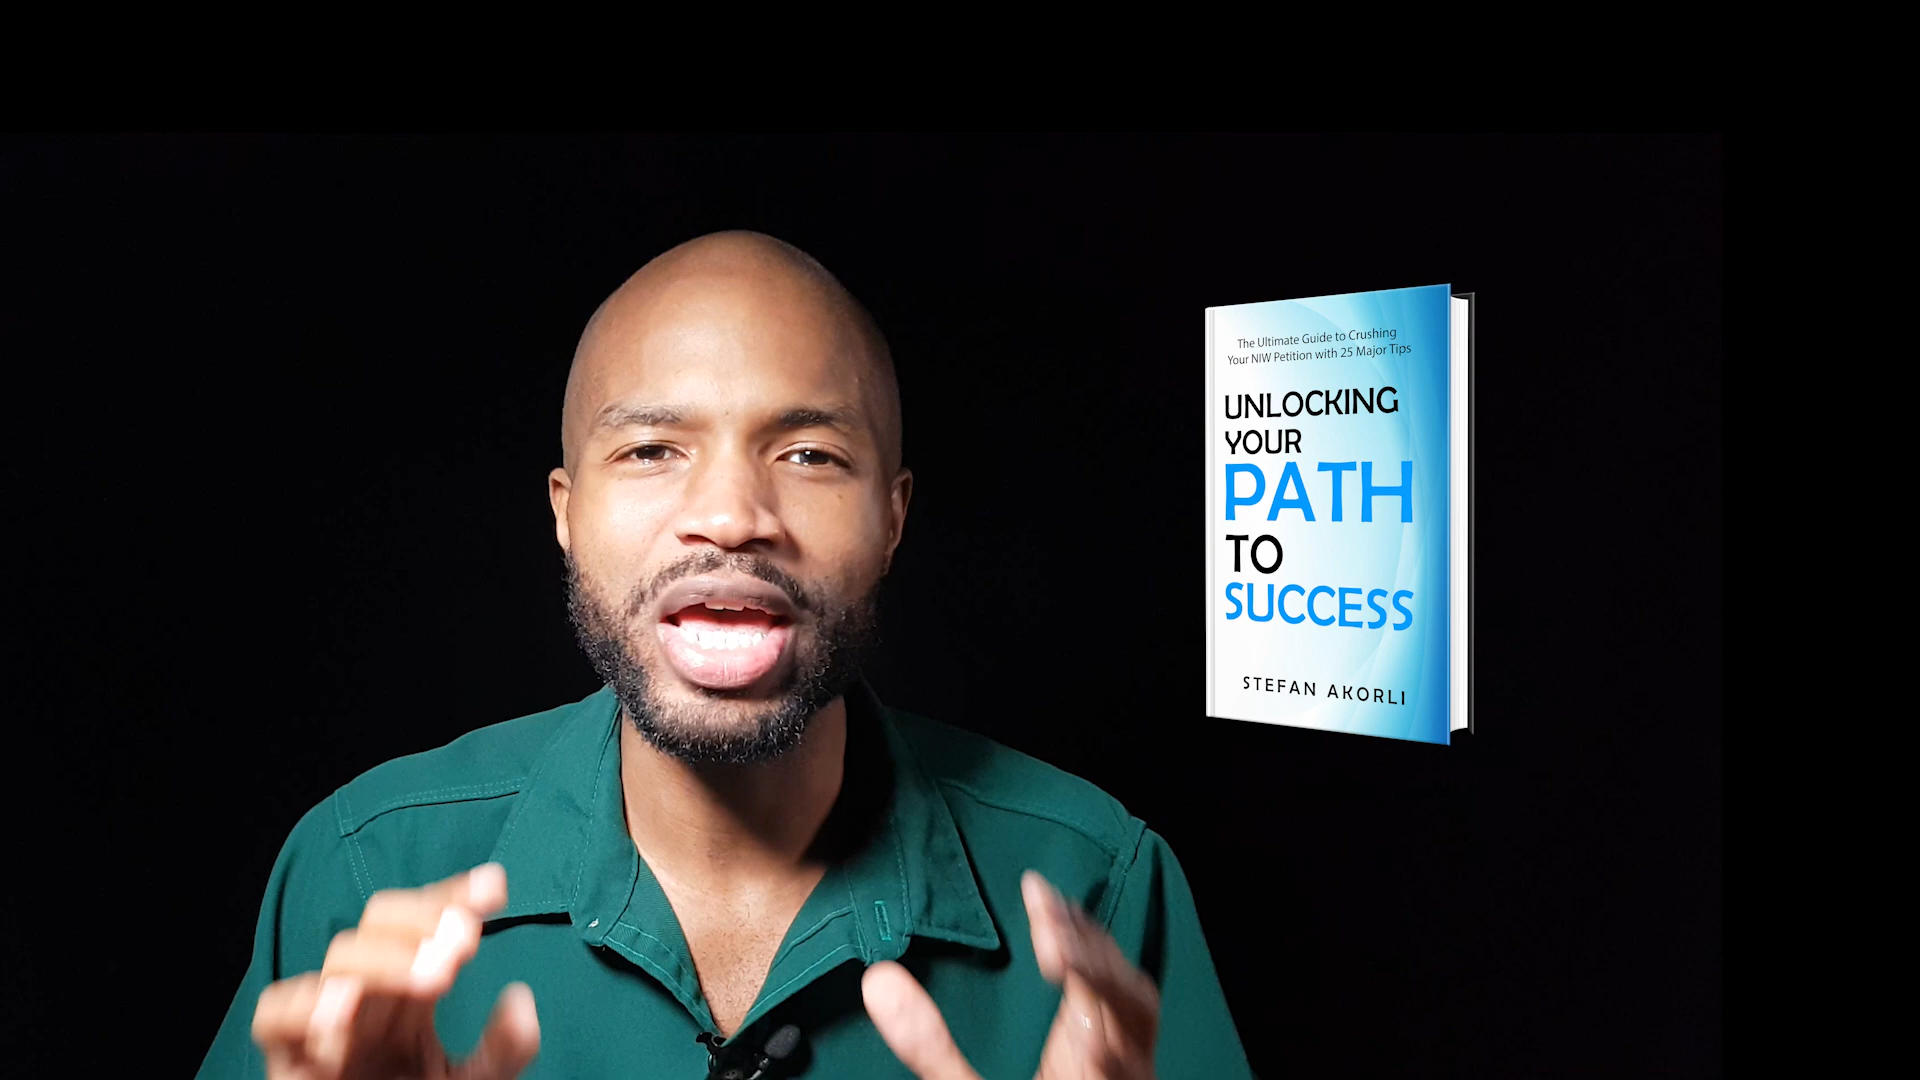 The Ultimate Guide to Crushing
Your NIW Petition with 25 Major Tips
UNLOCKING
YOUR
PATH
TO
SUCCESS
STEFAN AKORLI